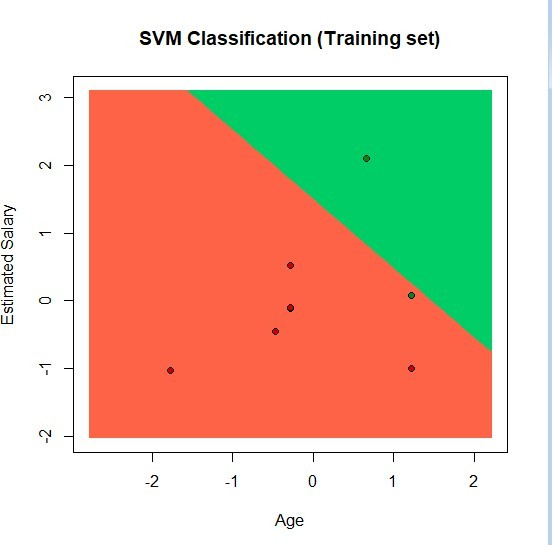 SVM Classification (Training set)
3
2
1
0
-1
-2
Estimated Salary
-2 -1 0 1 2
Age